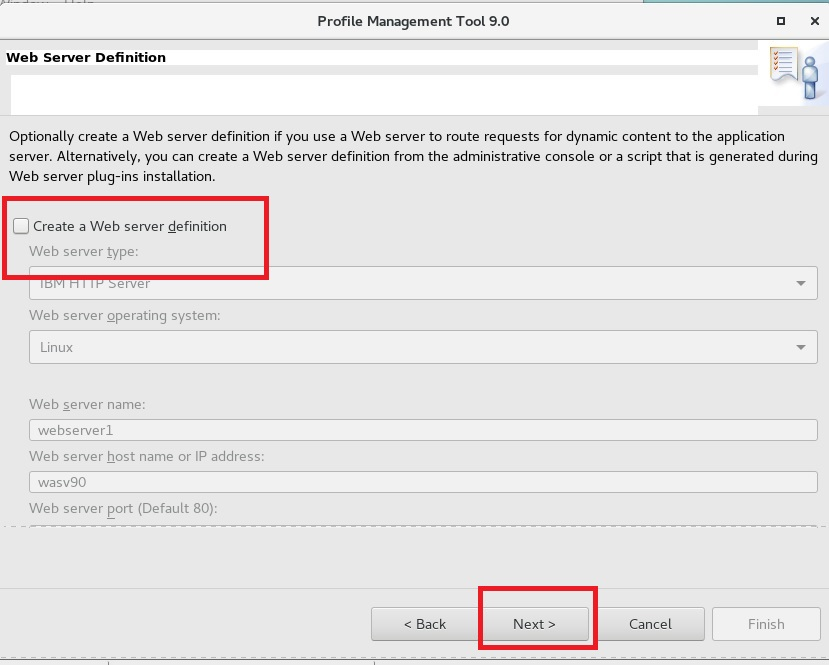 Profile Management Tool 9.0
Web Server Definition
Optionally create a Web server definition if you use a Web server to route requests for dynamic content to the application
server. Alternatively, you can create a Web server definition from the administrative console or a script that is generated during
Web server plug-ins installation.
Create a Web server definition
Web server type:
IBM HTTP Server
Web server operating system:
Linux
Web server name:
webserver1
Web server host name or IP address:
wasv90
Web server port (Default 80):
< Back
Next >
Cancel
Finish